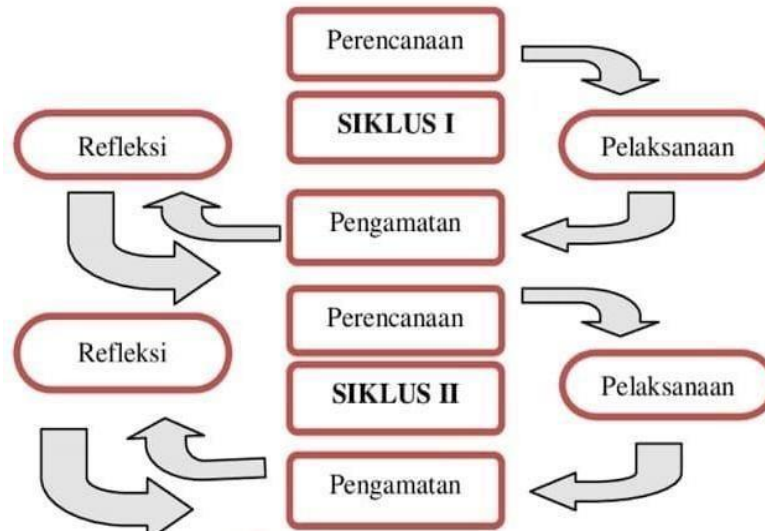 Perencanaan
SIKLUS I
Refleksi
Pelaksanaan
Pengamatan
Perencanaan
Refleksi
SIKLUS II
Pelaksanaan
Pengamatan